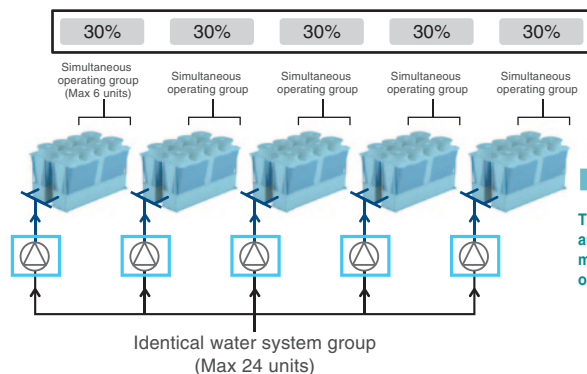 30% 30% 30% 30% 30%
Simultaneous
operating group
(Max 6 units)
Simultaneous
operating group
Simultaneous
operating group
Simultaneous
operating group
Simultaneous
operating group
Identical water system group
(Max 24 units)